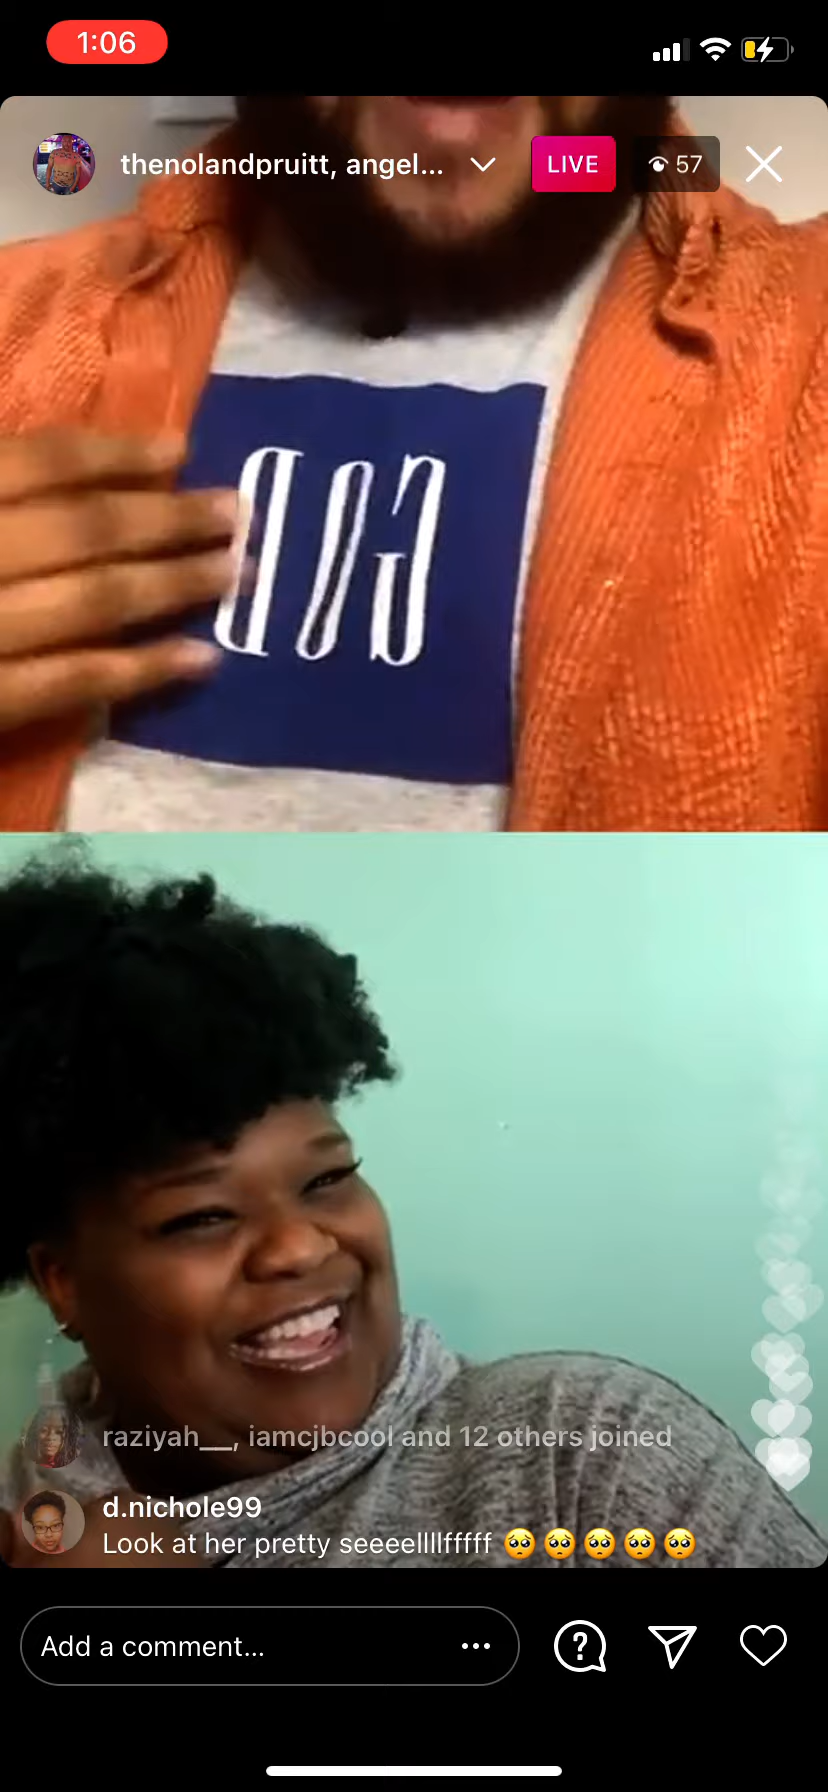 1:06
thenolandpruitt, angel...
LIVE
57
GOD
raziyah__, iamcjbcool and 12 others joined
d.nichole99
Look at her pretty seeeellllfffff 🥺🥺🥺🥺🥺
Add a comment...